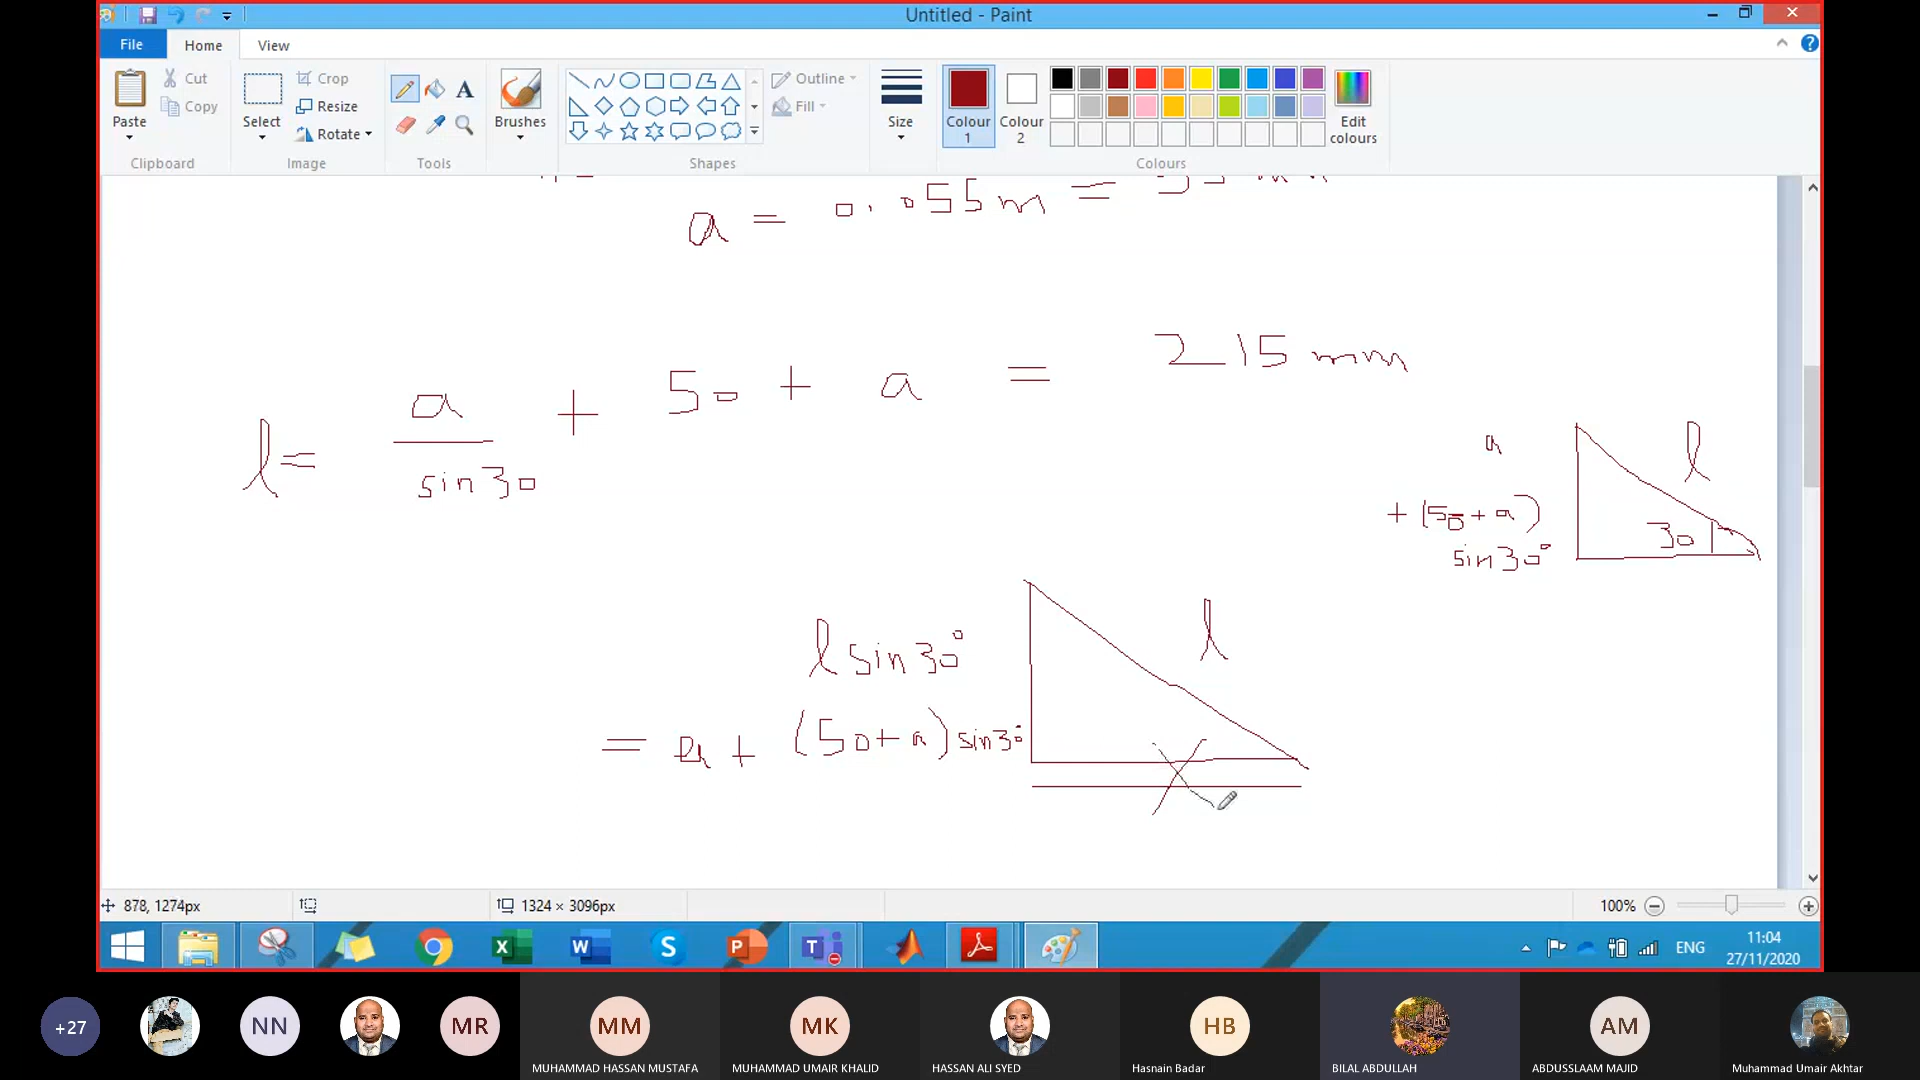 Untitled - Paint
File Home View
Paste
Cut
Copy
Clipboard
Select
Crop
Resize
Rotate
Image
Tools
Brushes
Shapes
Outline
Fill
Size
Colour 1
Colour 2
Edit colours
Colours
a = 0.055m =
l = a/sin30 + 50 + a = 215 mm
a
+ (50 + a)
sin30°
l
30
l sin30°
l
= a + (50+a) sin30°
878, 1274px
1324 × 3096px
100%
ENG
11:04
27/11/2020
+27
NN
MR
MM
MUHAMMAD HASSAN MUSTAFA
MK
MUHAMMAD UMAIR KHALID
HASSAN ALI SYED
HB
Hasnain Badar
BILAL ABDULLAH
AM
ABDUSSLAAM MAJID
Muhammad Umair Akhtar